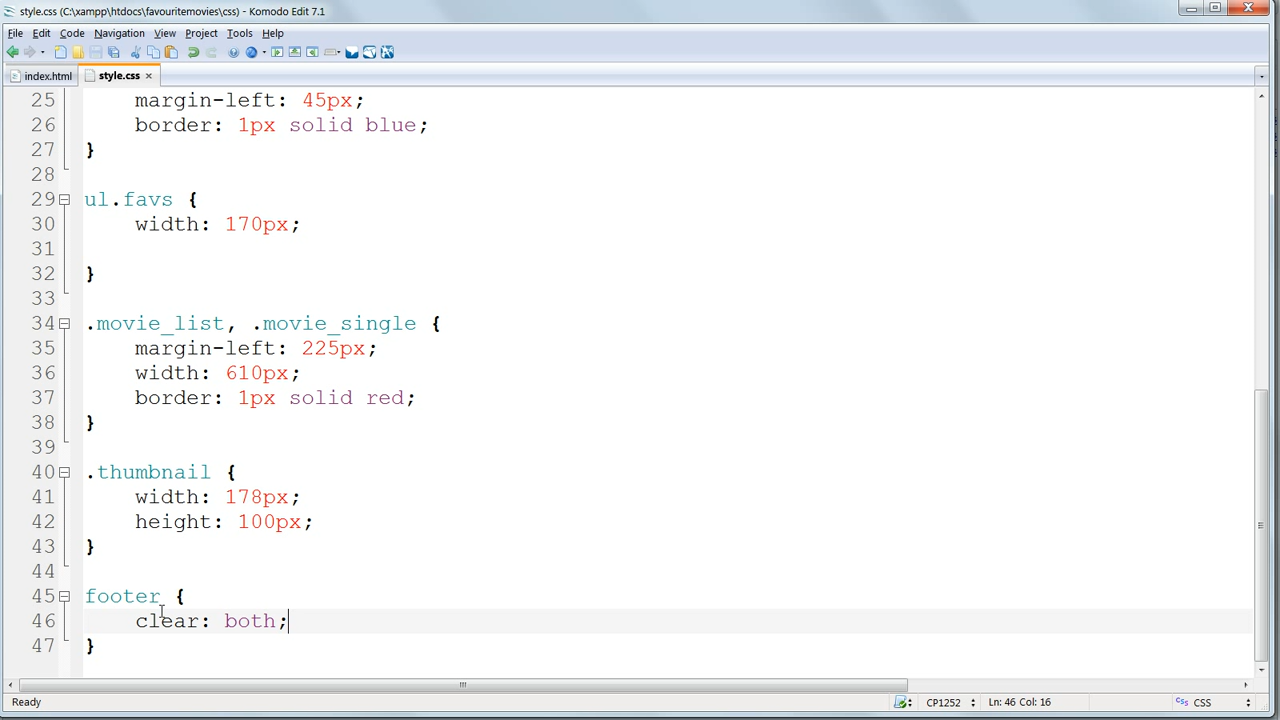 style.css (C:\xampp\htdocs\favouritemovies\css) - Komodo Edit 7.1
File Edit Code Navigation View Project Tools Help
index.html style.css
25 margin-left: 45px;
26 border: 1px solid blue;
27 }
28
29 ul.favs {
30 width: 170px;
31
32 }
33
34 .movie_list, .movie_single {
35 margin-left: 225px;
36 width: 610px;
37 border: 1px solid red;
38 }
39
40 .thumbnail {
41 width: 178px;
42 height: 100px;
43 }
44
45 footer {
46 clear: both;
47 }
Ready CP1252 Ln: 46 Col: 16 CSS CSS